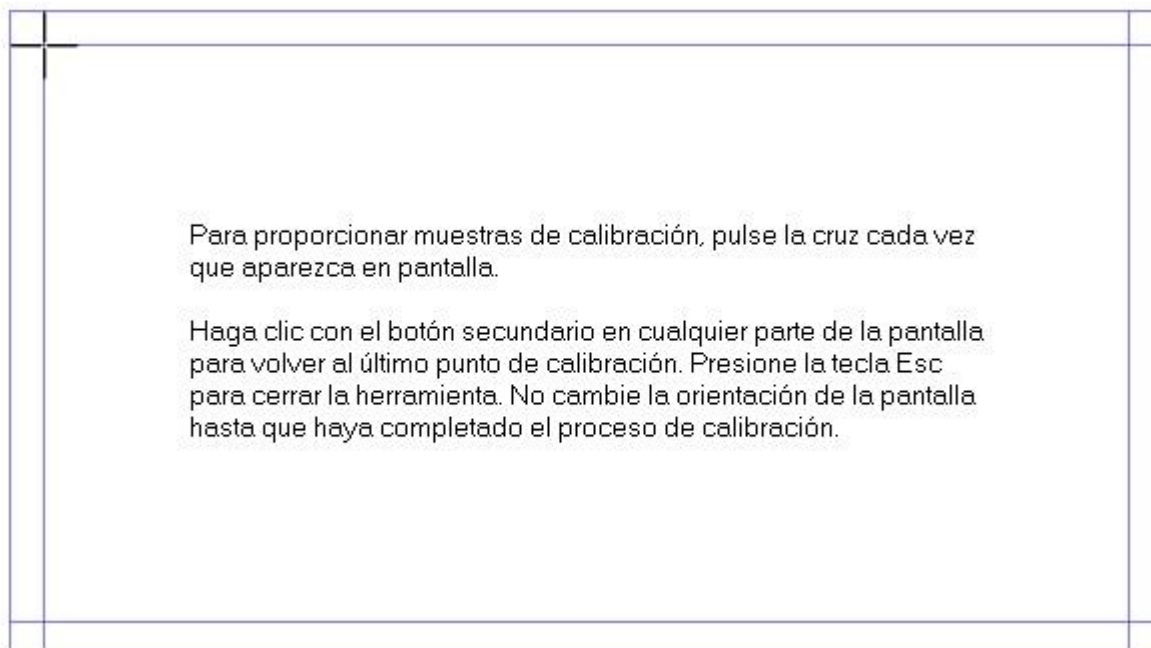 Para proporcionar muestras de calibración, pulse la cruz cada vez
que aparezca en pantalla.
Haga clic con el botón secundario en cualquier parte de la pantalla
para volver al último punto de calibración. Presione la tecla Esc
para cerrar la herramienta. No cambie la orientación de la pantalla
hasta que haya completado el proceso de calibración.